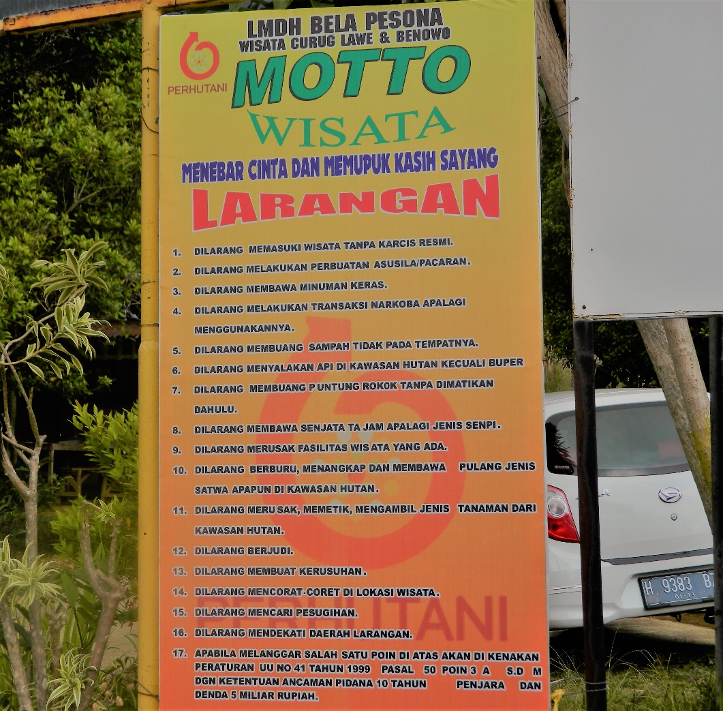 LMDH BELA PESONA
WISATA CURUG LAWE & BENOWO
PERHUTANI
MOTTO
WISATA
MENEBAR CINTA DAN MEMUPUK KASIH SAYANG
LARANGAN
1. DILARANG MEMASUKI WISATA TANPA KARCIS RESMI.
2. DILARANG MELAKUKAN PERBUATAN ASUSILA/PACARAN.
3. DILARANG MEMBAWA MINUMAN KERAS.
4. DILARANG MELAKUKAN TRANSAKSI NARKOBA APALAGI
MENGGUNAKANNYA.
5. DILARANG MEMBUANG SAMPAH TIDAK PADA TEMPATNYA.
6. DILARANG MENYALAKAN API DI KAWASAN HUTAN KECUALI BUPER
7. DILARANG MEMBUANG PUNTUNG ROKOK TANPA DIMATIKAN
DAHULU.
8. DILARANG MEMBAWA SENJATA TAJAM APALAGI JENIS SENPI.
9. DILARANG MERUSAK FASILITAS WISATA YANG ADA.
10. DILARANG BERBURU, MENANGKAP DAN MEMBAWA PULANG JENIS
SATWA APAPUN DI KAWASAN HUTAN.
11. DILARANG MERUSAK, MEMETIK, MENGAMBIL JENIS TANAMAN DARI
KAWASAN HUTAN.
12. DILARANG BERJUDI.
13. DILARANG MEMBUAT KERUSUHAN.
14. DILARANG MENCORAT-CORET DI LOKASI WISATA.
15. DILARANG MENCARI PESUGIHAN.
16. DILARANG MENDEKATI DAERAH LARANGAN.
17. APABILA MELANGGAR SALAH SATU POIN DI ATAS AKAN DI KENAKAN
PERATURAN UU NO 41 TAHUN 1999 PASAL 50 POIN 3 A S.D M
DGN KETENTUAN ANCAMAN PIDANA 10 TAHUN PENJARA DAN
DENDA 5 MILIAR RUPIAH.
PERHUTANI
H 9383 B